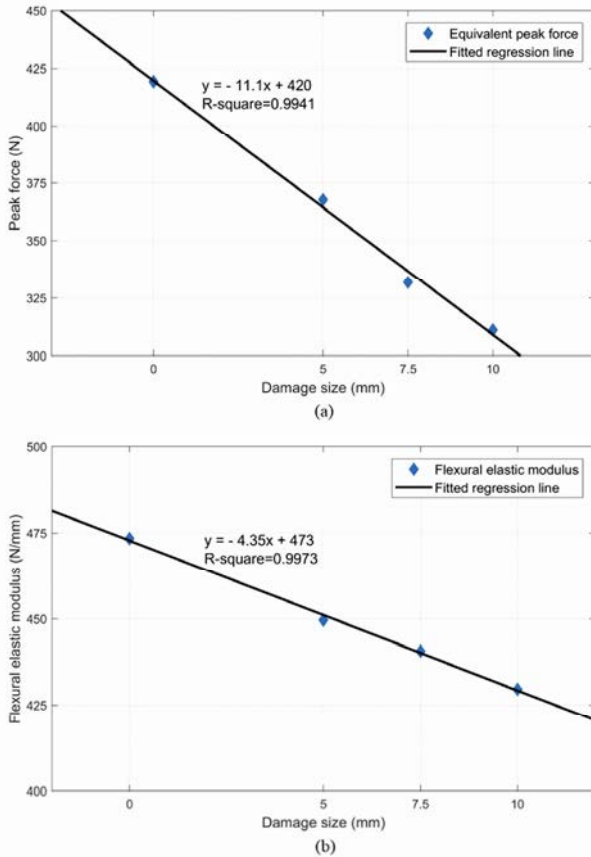 450
425
400
375
350
325
300
Peak force (N)
Equivalent peak force
Fitted regression line
y = - 11.1x + 420
R-square=0.9941
0
5
7.5
10
Damage size (mm)
(a)
500
475
450
425
400
Flexural elastic modulus (N/mm)
Flexural elastic modulus
Fitted regression line
y = - 4.35x + 473
R-square=0.9973
0
5
7.5
10
Damage size (mm)
(b)